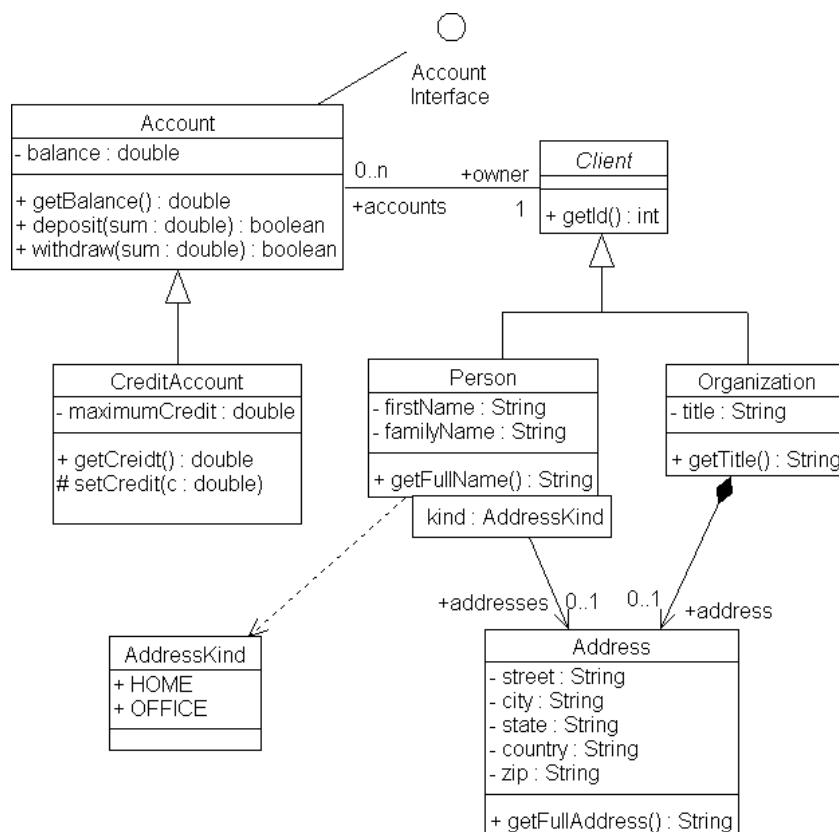 Account
Interface
Account
- balance : double
+ getBalance() : double
+ deposit(sum : double) : boolean
+ withdraw(sum : double) : boolean
0..n
+accounts
+owner
1
Client
+ getId() : int
CreditAccount
- maximumCredit : double
+ getCreidt() : double
# setCredit(c : double)
Person
- firstName : String
- familyName : String
+ getFullName() : String
kind : AddressKind
Organization
- title : String
+ getTitle() : String
+addresses
0..1
0..1
+address
AddressKind
+ HOME
+ OFFICE
Address
- street : String
- city : String
- state : String
- country : String
- zip : String
+ getFullAddress() : String